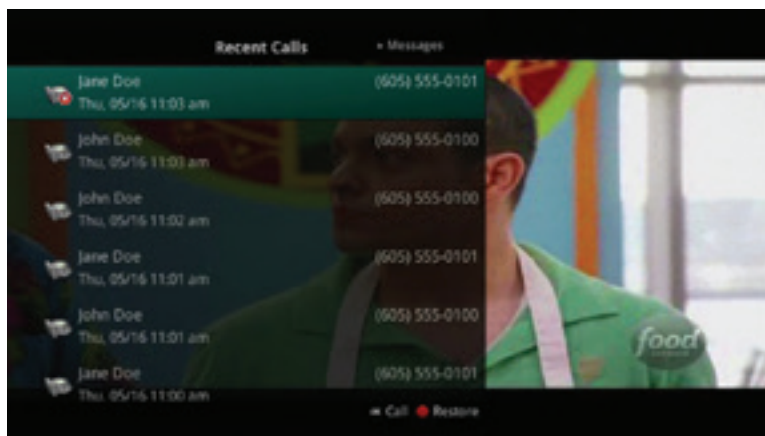 Recent Calls
Messages
Jane Doe
(605) 555-0101
Thu, 05/16 11:03 am
John Doe
(605) 555-0100
Thu, 05/16 11:03 am
John Doe
(605) 555-0100
Thu, 05/16 11:02 am
Jane Doe
(605) 555-0101
Thu, 05/16 11:01 am
John Doe
(605) 555-0100
Thu, 05/16 11:01 am
Jane Doe
(605) 555-0101
Thu, 05/16 11:00 am
food
Call
Restore